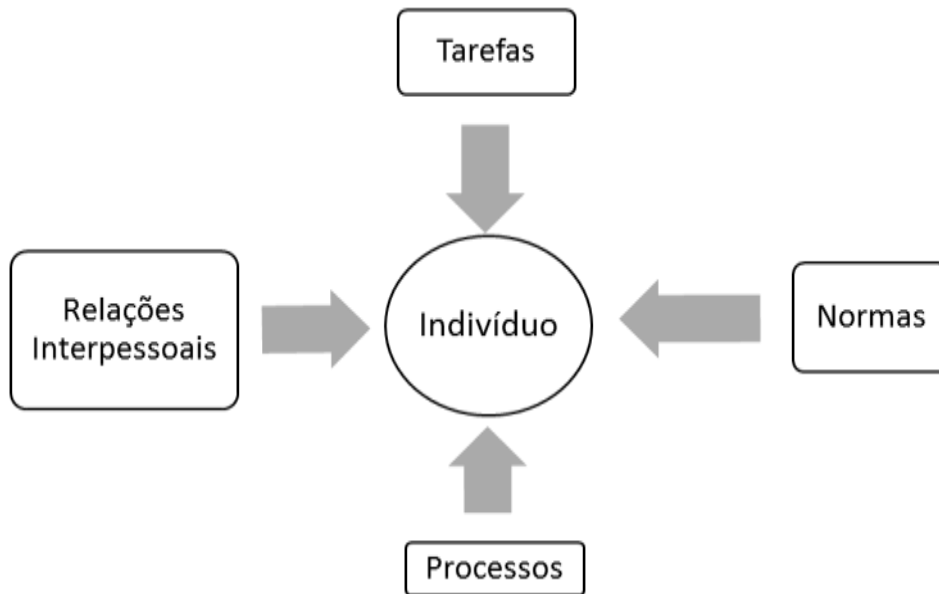 Tarefas
Relações
Interpessoais
Indivíduo
Normas
Processos